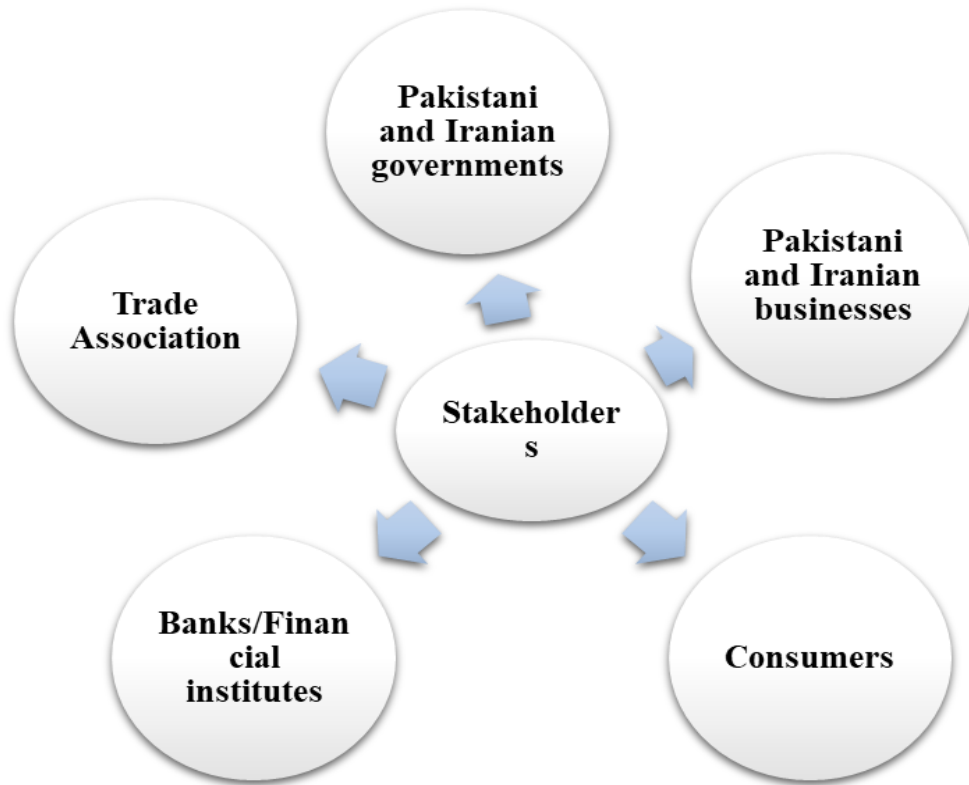 Pakistani
and Iranian
governments
Pakistani
and Iranian
businesses
Trade
Association
Stakeholder
s
Banks/Finan
cial
institutes
Consumers